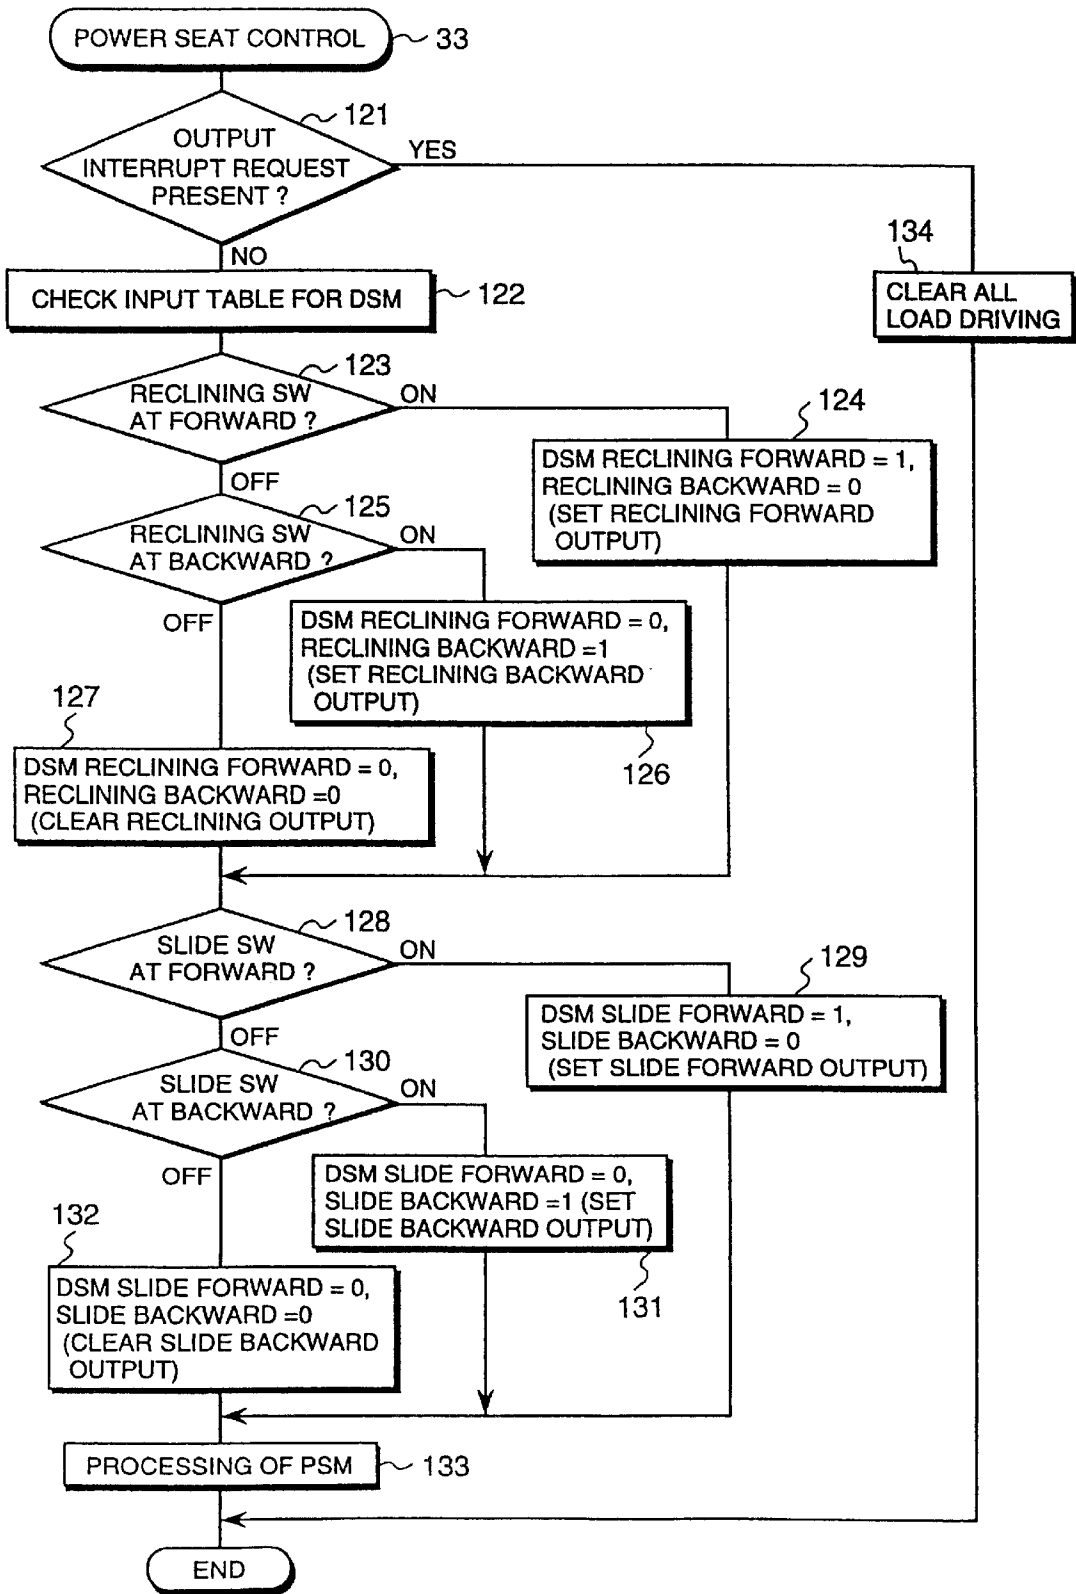 POWER SEAT CONTROL
33
121
OUTPUT
INTERRUPT REQUEST
PRESENT ?
YES
NO
134
CLEAR ALL
LOAD DRIVING
CHECK INPUT TABLE FOR DSM
122
123
RECLINING SW
AT FORWARD ?
ON
OFF
124
DSM RECLINING FORWARD = 1,
RECLINING BACKWARD = 0
(SET RECLINING FORWARD
OUTPUT)
125
RECLINING SW
AT BACKWARD ?
ON
OFF
DSM RECLINING FORWARD = 0,
RECLINING BACKWARD =1
(SET RECLINING BACKWARD
OUTPUT)
126
127
DSM RECLINING FORWARD = 0,
RECLINING BACKWARD =0
(CLEAR RECLINING OUTPUT)
128
SLIDE SW
AT FORWARD ?
ON
OFF
129
DSM SLIDE FORWARD = 1,
SLIDE BACKWARD = 0
(SET SLIDE FORWARD OUTPUT)
130
SLIDE SW
AT BACKWARD ?
ON
OFF
DSM SLIDE FORWARD = 0,
SLIDE BACKWARD =1 (SET
SLIDE BACKWARD OUTPUT)
131
132
DSM SLIDE FORWARD = 0,
SLIDE BACKWARD =0
(CLEAR SLIDE BACKWARD
OUTPUT)
PROCESSING OF PSM
133
END